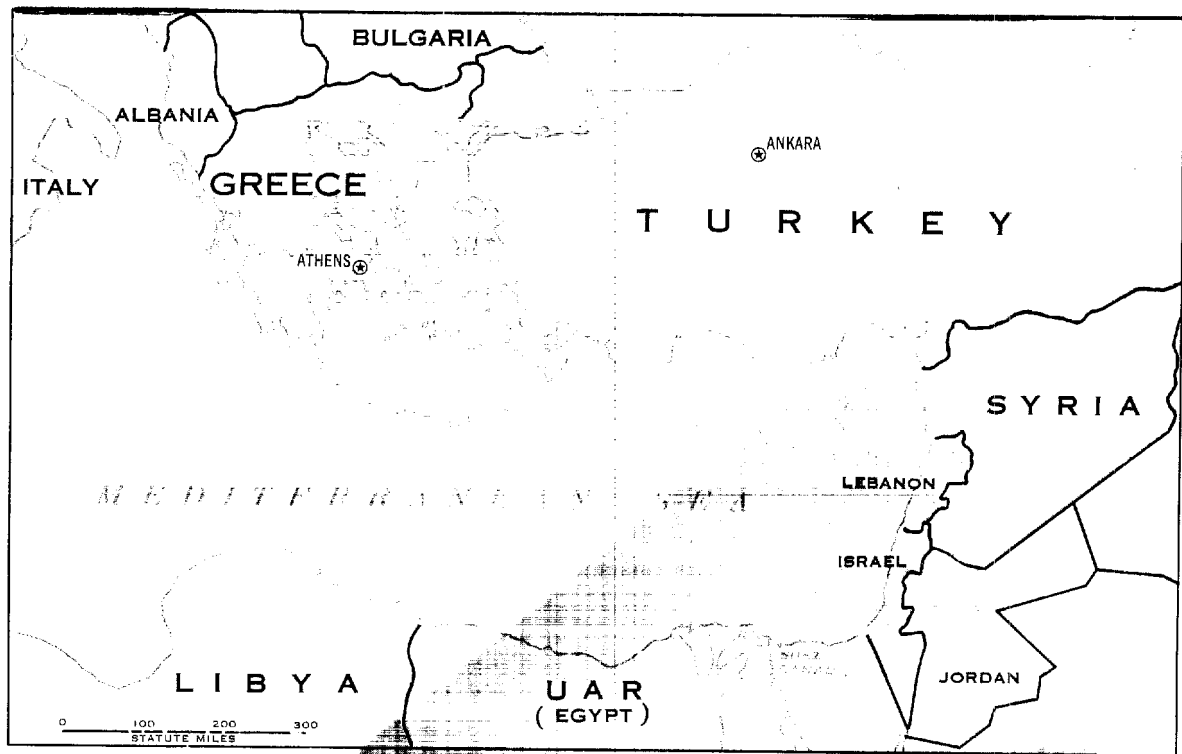 BULGARIA
ALBANIA
ANKARA
ITALY
GREECE
TURKEY
ATHENS
SYRIA
LEBANON
MEDITERRANEAN SEA
ISRAEL
LIBYA
UAR
(EGYPT)
JORDAN
0 100 200 300
STATUTE MILES